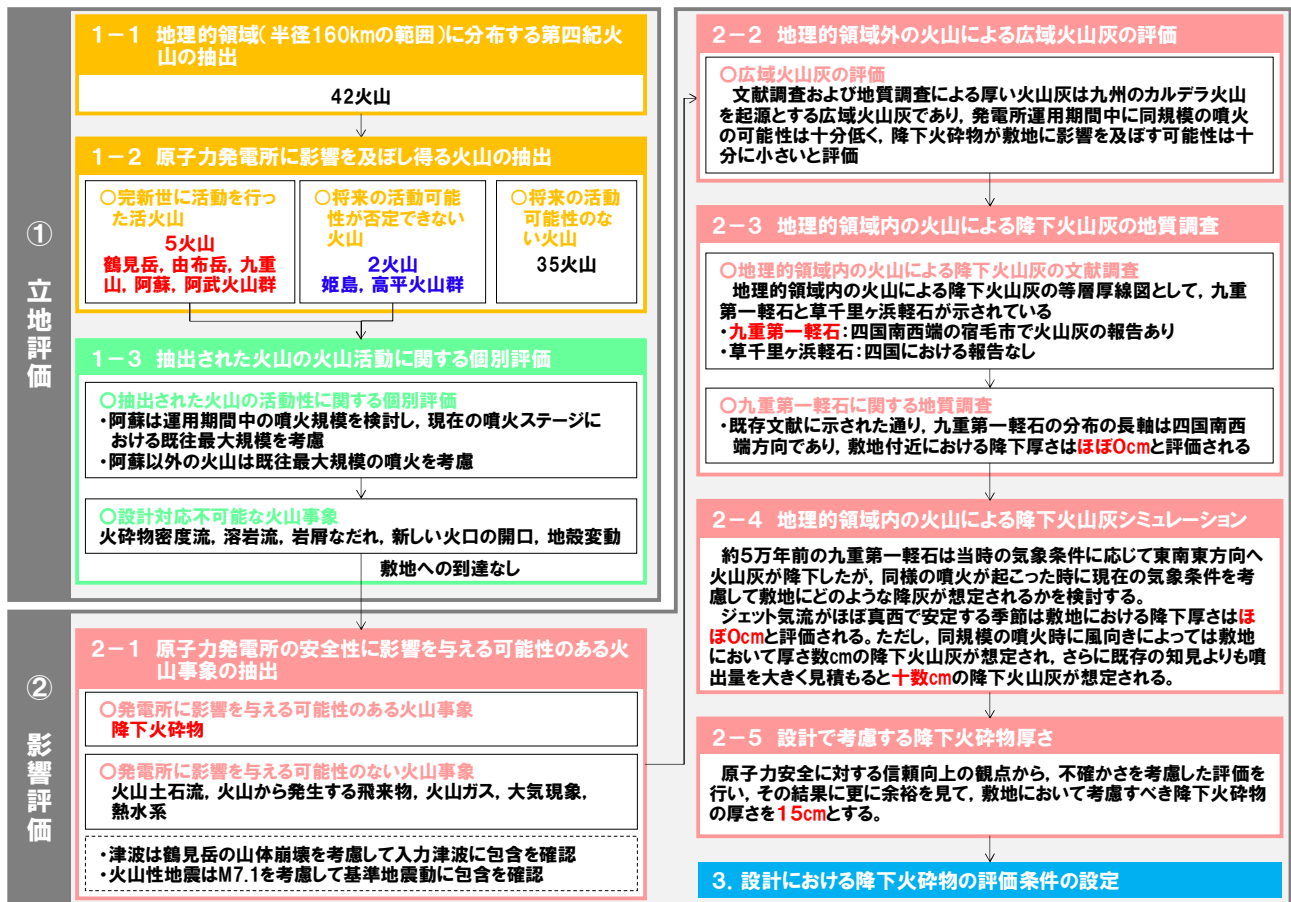 ① 立地評価
1－1 地理的領域(半径160kmの範囲)に分布する第四紀火
山の抽出
42火山
1－2 原子力発電所に影響を及ぼし得る火山の抽出
○完新世に活動を行っ
た活火山
5火山
鶴見岳，由布岳，九重
山，阿蘇，阿武火山群
○将来の活動可能
性が否定できない
火山
2火山
姫島，高平火山群
○将来の活動
可能性のな
い火山
35火山
1－3 抽出された火山の火山活動に関する個別評価
○抽出された火山の活動性に関する個別評価
・阿蘇は運用期間中の噴火規模を検討し，現在の噴火ステージに
おける既往最大規模を考慮
・阿蘇以外の火山は既往最大規模の噴火を考慮
○設計対応不可能な火山事象
火砕物密度流，溶岩流，岩屑なだれ，新しい火口の開口，地殻変動
敷地への到達なし
② 影響評価
2－1 原子力発電所の安全性に影響を与える可能性のある火
山事象の抽出
○発電所に影響を与える可能性のある火山事象
降下火砕物
○発電所に影響を与える可能性のない火山事象
火山土石流，火山から発生する飛来物，火山ガス，大気現象，
熱水系
・津波は鶴見岳の山体崩壊を考慮して入力津波に包含を確認
・火山性地震はM7.1を考慮して基準地震動に包含を確認
2－2 地理的領域外の火山による広域火山灰の評価
○広域火山灰の評価
文献調査および地質調査による厚い火山灰は九州のカルデラ火山
を起源とする広域火山灰であり，発電所運用期間中に同規模の噴火
の可能性は十分低く，降下火砕物が敷地に影響を及ぼす可能性は十
分に小さいと評価
2－3 地理的領域内の火山による降下火山灰の地質調査
○地理的領域内の火山による降下火山灰の文献調査
地理的領域内の火山による降下火山灰の等層厚線図として，九重
第一軽石と草千里ヶ浜軽石が示されている
・九重第一軽石：四国南西端の宿毛市で火山灰の報告あり
・草千里ヶ浜軽石：四国における報告なし
○九重第一軽石に関する地質調査
・既存文献に示された通り，九重第一軽石の分布の長軸は四国南西
端方向であり，敷地付近における降下厚さはほぼ0cmと評価される
2－4 地理的領域内の火山による降下火山灰シミュレーション
約5万年前の九重第一軽石は当時の気象条件に応じて東南東方向へ
火山灰が降下したが，同様の噴火が起こった時に現在の気象条件を考
慮して敷地にどのような降灰が想定されるかを検討する。
ジェット気流がほぼ真西で安定する季節は敷地における降下厚さはほ
ぼ0cmと評価される。ただし，同規模の噴火時に風向きによっては敷地
において厚さ数cmの降下火山灰が想定され，さらに既存の知見よりも噴
出量を大きく見積もると十数cmの降下火山灰が想定される。
2－5 設計で考慮する降下火砕物厚さ
原子力安全に対する信頼向上の観点から，不確かさを考慮した評価を
行い，その結果に更に余裕を見て，敷地において考慮すべき降下火砕物
の厚さを15cmとする。
3．設計における降下火砕物の評価条件の設定